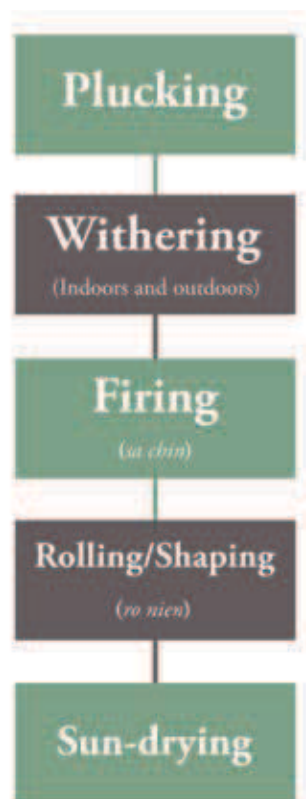 Plucking
Withering
(Indoors and outdoors)
Firing
(sa chin)
Rolling/Shaping
(ro nien)
Sun-drying